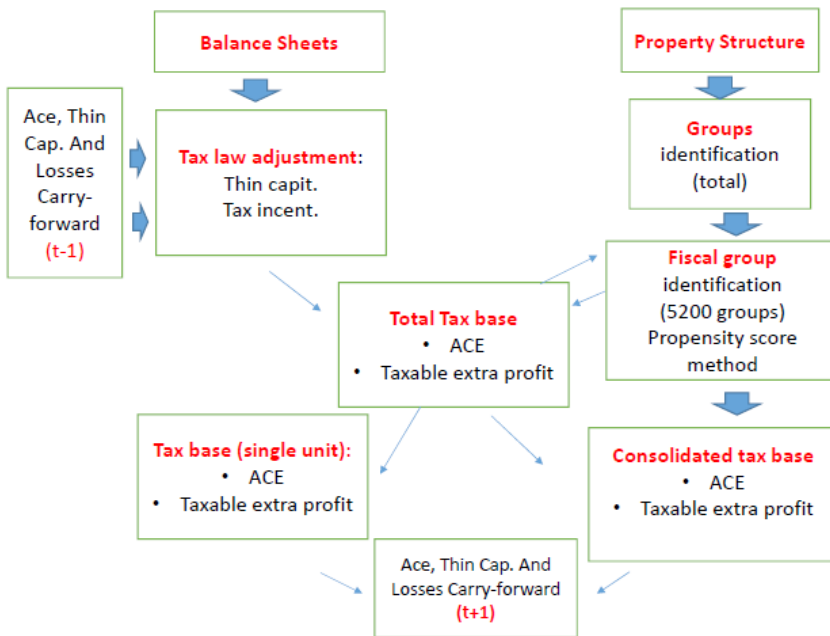 Balance Sheets
Property Structure
Ace, Thin
Cap. And
Losses
Carry-
forward
(t-1)
Tax law adjustment:
Thin capit.
Tax incent.
Groups
identification
(total)
Fiscal group
identification
(5200 groups)
Propensity score
method
Total Tax base
• ACE
• Taxable extra profit
Tax base (single unit):
• ACE
• Taxable extra profit
Consolidated tax base
• ACE
• Taxable extra profit
Ace, Thin Cap. And
Losses Carry-forward
(t+1)